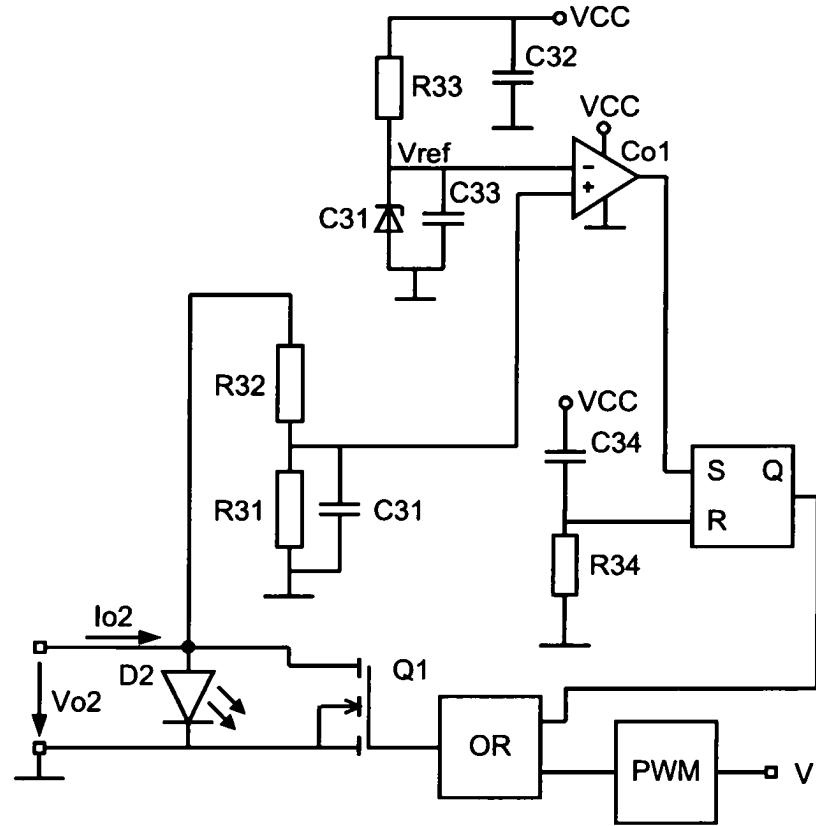 VCC
C32
R33
VCC
Co1
Vref
-
+
C31
C33
R32
VCC
C34
R31
C31
S Q
R
R34
Io2
D2
Q1
Vo2
OR
PWM
V